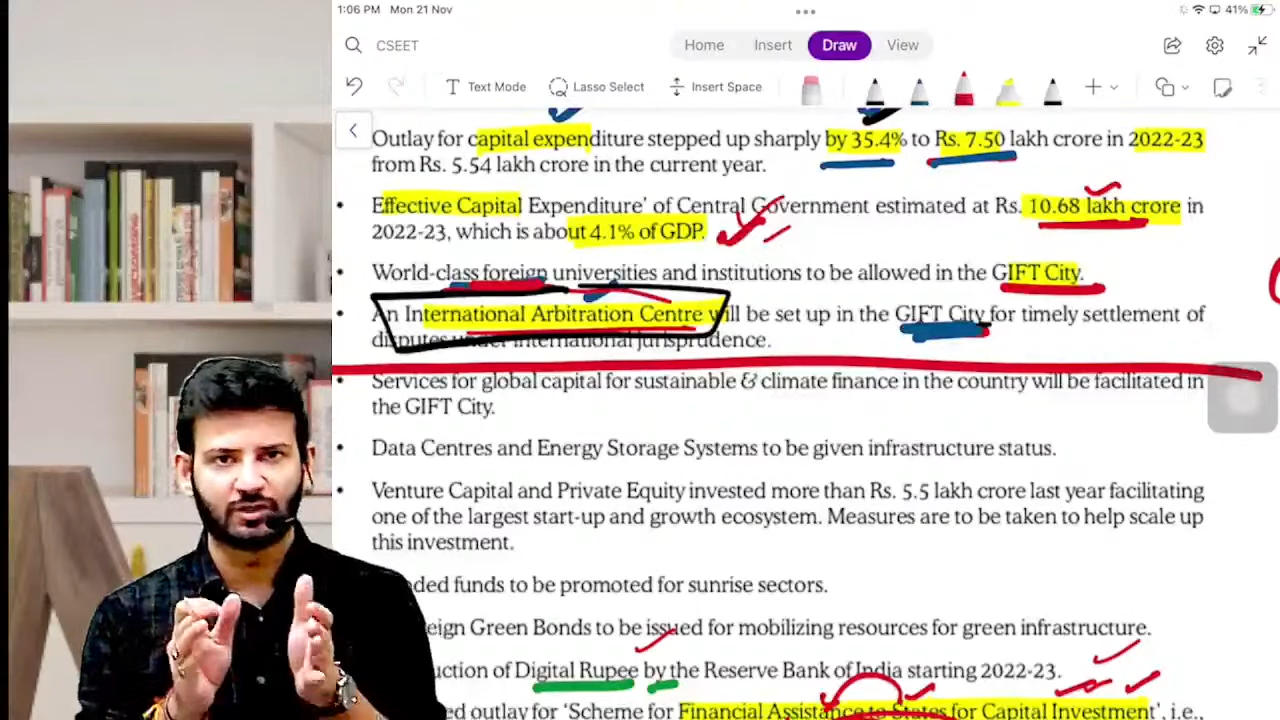 1:06 PM Mon 21 Nov
41%
CSEET
Home Insert Draw View
Text Mode Lasso Select Insert Space
Outlay for capital expenditure stepped up sharply by 35.4% to Rs. 7.50 lakh crore in 2022-23
from Rs. 5.54 lakh crore in the current year.
• Effective Capital Expenditure' of Central Government estimated at Rs. 10.68 lakh crore in
2022-23, which is about 4.1% of GDP.
• World-class foreign universities and institutions to be allowed in the GIFT City.
• An International Arbitration Centre will be set up in the GIFT City for timely settlement of
disputes under international jurisprudence.
• Services for global capital for sustainable & climate finance in the country will be facilitated in
the GIFT City.
• Data Centres and Energy Storage Systems to be given infrastructure status.
• Venture Capital and Private Equity invested more than Rs. 5.5 lakh crore last year facilitating
one of the largest start-up and growth ecosystem. Measures are to be taken to help scale up
this investment.
funds to be promoted for sunrise sectors.
Green Bonds to be issued for mobilizing resources for green infrastructure.
of Digital Rupee by the Reserve Bank of India starting 2022-23.
outlay for 'Scheme for Financial Assistance to States for Capital Investment', i.e.,